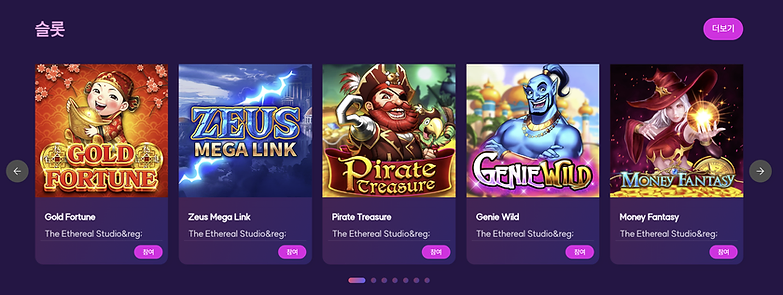 슬롯
더보기
GOLD
FORTUNE
ZEUS
MEGA LINK
Pirate
Treasure
GENIE WILD
MONEY FANTASY
Gold Fortune
Zeus Mega Link
Pirate Treasure
Genie Wild
Money Fantasy
The Ethereal Studio&reg:
The Ethereal Studio&reg:
The Ethereal Studio&reg:
The Ethereal Studio&reg:
The Ethereal Studio&reg:
참여
참여
참여
참여
참여